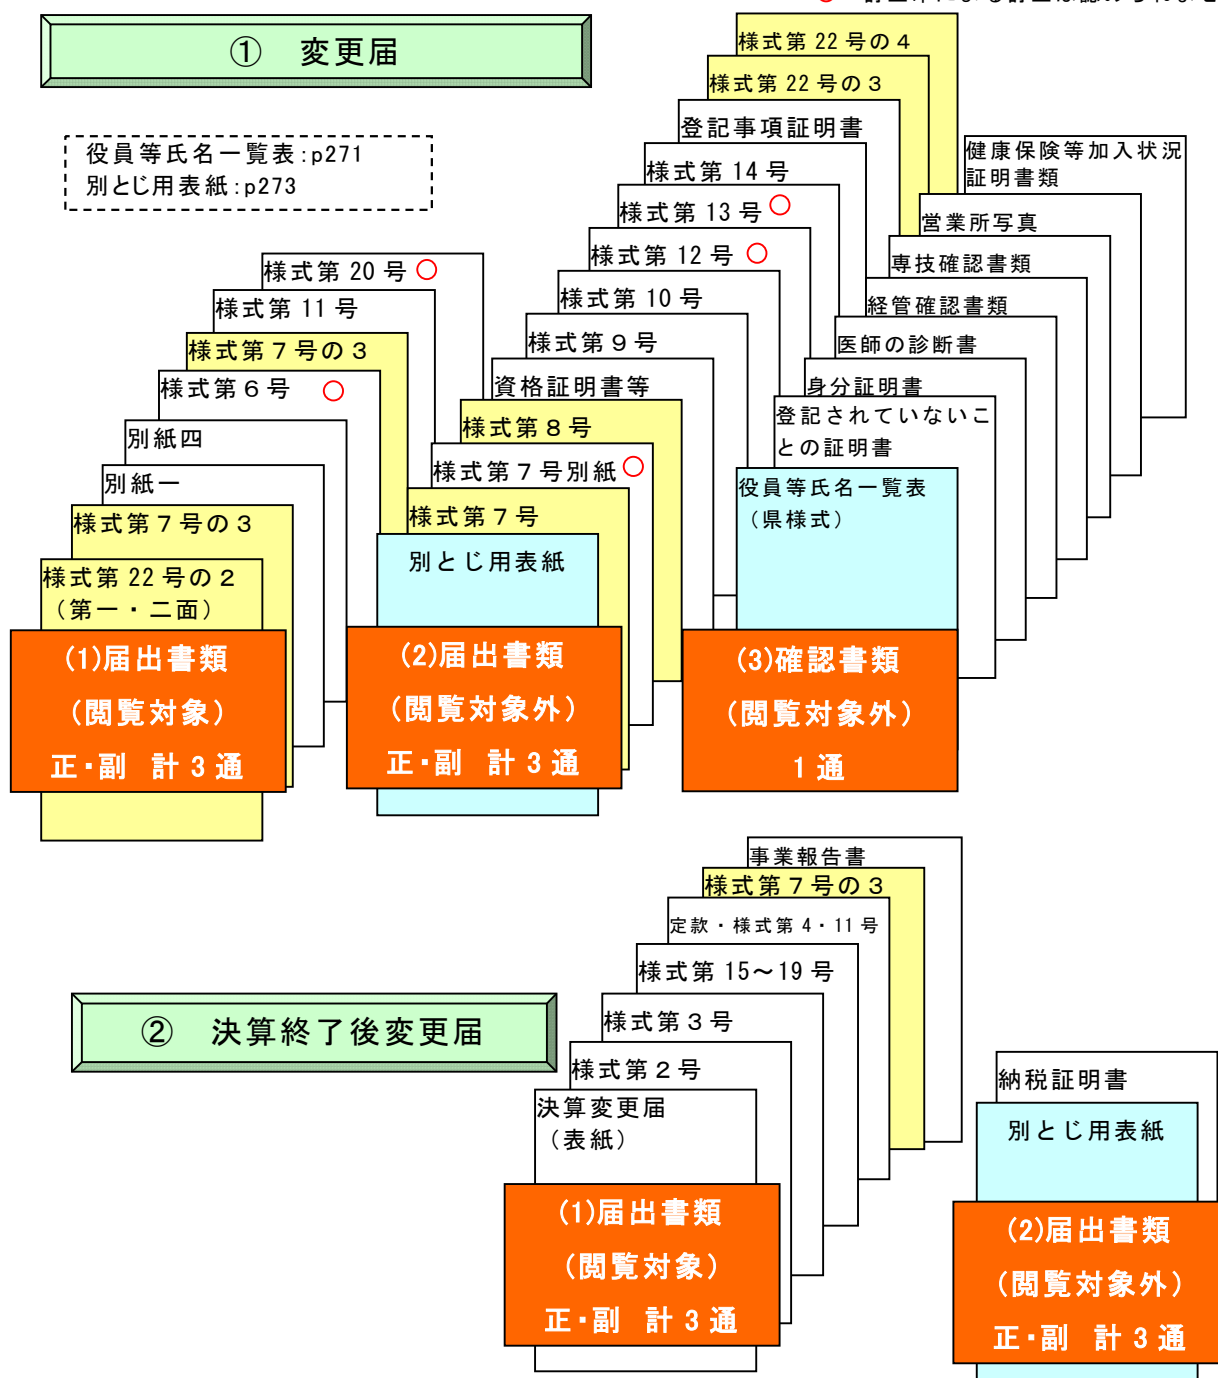 ① 変更届
役員等氏名一覧表:p271
別とじ用表紙:p273
様式第 20 号 ○
様式第 11 号
様式第７号の３
様式第６号 ○
別紙四
別紙一
様式第７号の３
様式第 22 号の２
（第一・二面）
(1)届出書類
（閲覧対象）
正・副 計３通
様式第 22 号の４
様式第 22 号の３
登記事項証明書
様式第 14 号
様式第 13 号 ○
様式第 12 号 ○
様式第 10 号
様式第９号
資格証明書等
様式第８号
様式第７号別紙 ○
様式第７号
別とじ用表紙
(2)届出書類
（閲覧対象外）
正・副 計３通
健康保険等加入状況
証明書類
営業所写真
専技確認書類
経管確認書類
医師の診断書
身分証明書
登記されていないこ
との証明書
役員等氏名一覧表
（県様式）
(3)確認書類
（閲覧対象外）
１通
② 決算終了後変更届
事業報告書
様式第７号の３
定款・様式第４・11 号
様式第 15～19 号
様式第３号
様式第２号
決算変更届
（表紙）
(1)届出書類
（閲覧対象）
正・副 計３通
納税証明書
別とじ用表紙
(2)届出書類
（閲覧対象外）
正・副 計３通